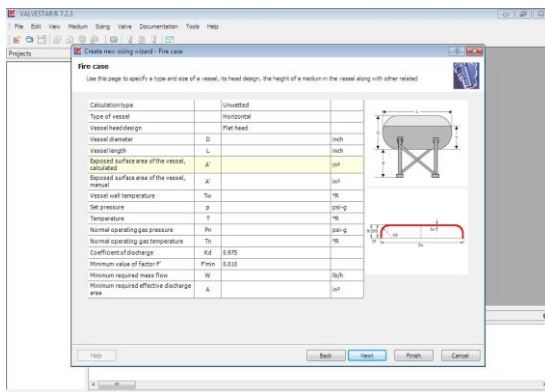 VALVESTAR® 7.2.3
File Edit View Medium Sizing Valve Documentation Tools Help
Projects
Create new sizing wizard - Fire case
Fire case
Use this page to specify a type and size of a vessel, its head design, the height of a medium in the vessel along with other related
Calculation type Unwetted
Type of vessel Horizontal
Vessel head design Flat head
Vessel diameter D inch
Vessel length L inch
Exposed surface area of the vessel, calculated A' in²
Exposed surface area of the vessel, manual A' in²
Vessel wall temperature Tw °R
Set pressure p psi-g
Temperature T °R
Normal operating gas pressure Pn psi-g
Normal operating gas temperature Tn °R
Coefficient of discharge Kd 0.975
Minimum value of factor F' F'min 0.010
Minimum required mass flow W lb/h
Minimum required effective discharge area A in²
Help Back Next Finish Cancel